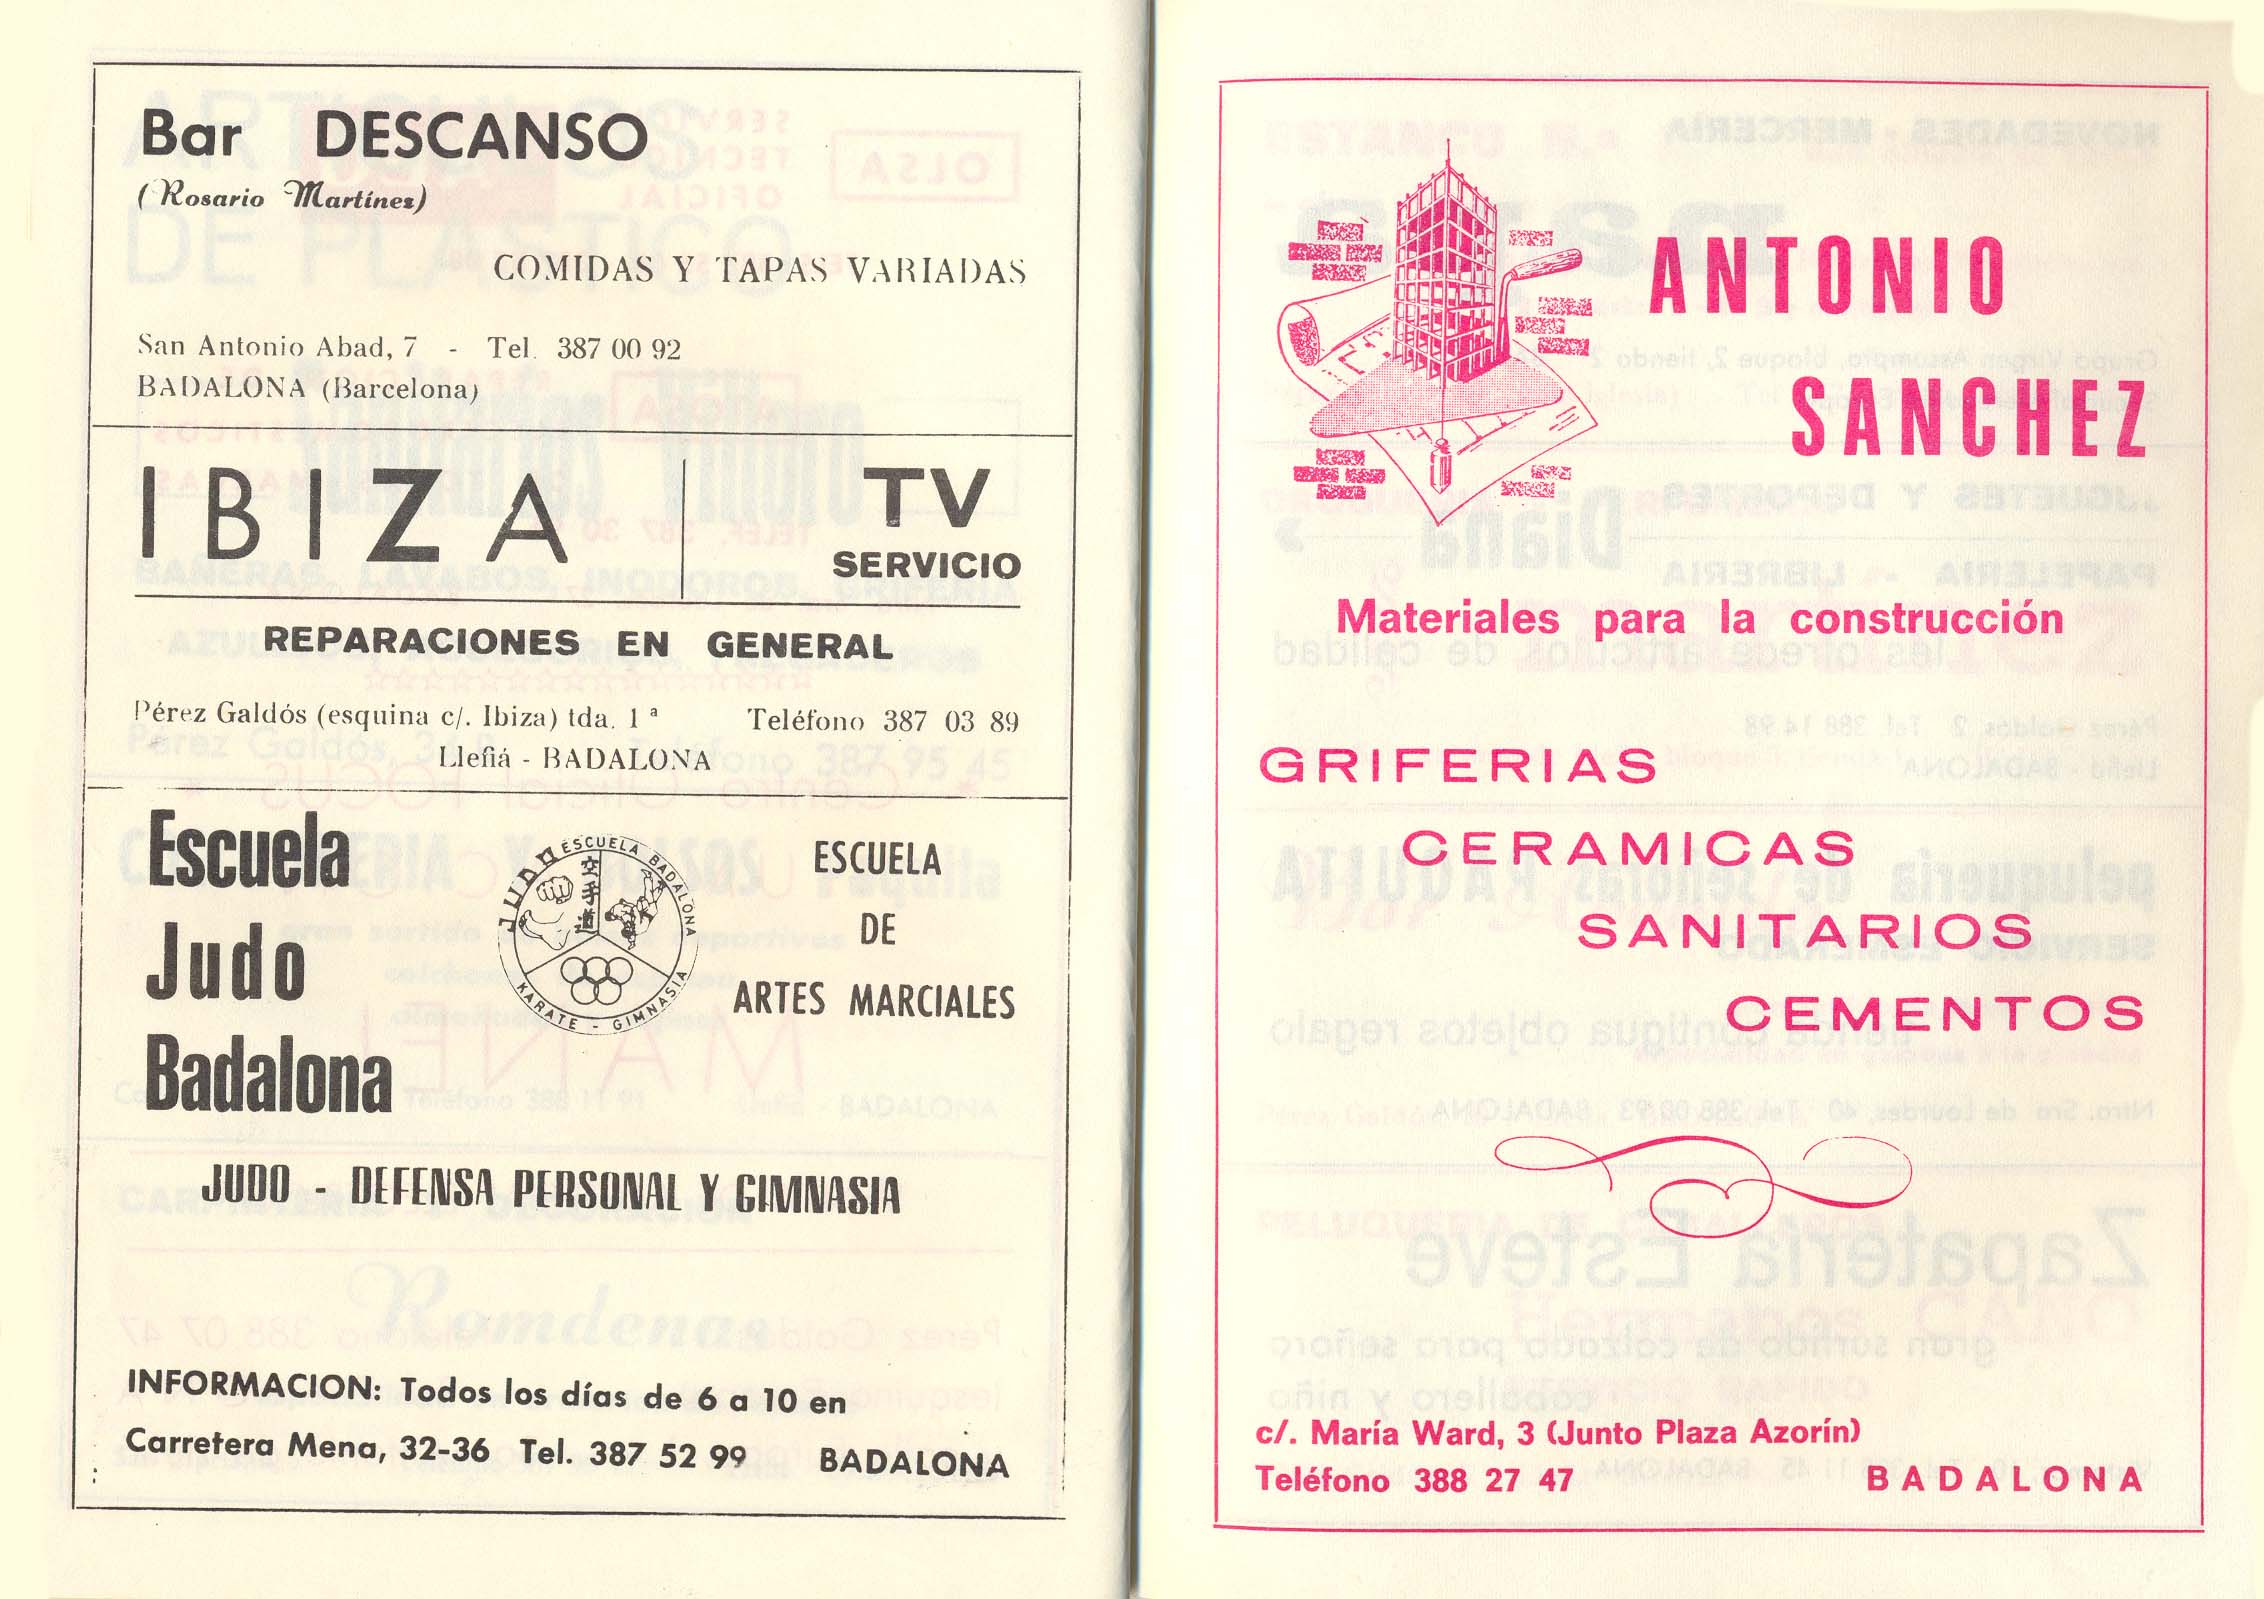 Bar DESCANSO
(Rosario Martínez)
COMIDAS Y TAPAS VARIADAS
San Antonio Abad, 7 - Tel. 387 00 92
BADALONA (Barcelona)
IBIZA
TV
SERVICIO
REPARACIONES EN GENERAL
Pérez Galdós (esquina c/. Ibiza) tda. 1ª Teléfono 387 03 89
Llefiá - BADALONA
Escuela
Judo
Badalona
JUDO ESCUELA BADALONA
空手道
KARATE - GIMNASIA
ESCUELA
DE
ARTES MARCIALES
JUDO - DEFENSA PERSONAL Y GIMNASIA
INFORMACION: Todos los días de 6 a 10 en
Carretera Mena, 32-36 Tel. 387 52 99 BADALONA
ANTONIO
SANCHEZ
Materiales para la construcción
GRIFERIAS
CERAMICAS
SANITARIOS
CEMENTOS
c/. María Ward, 3 (Junto Plaza Azorín)
Teléfono 388 27 47 BADALONA